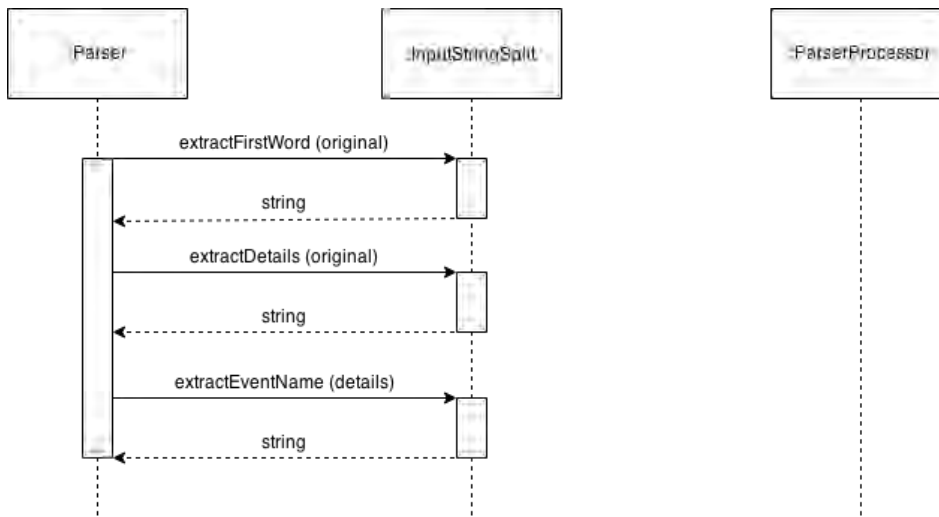 :Parser
:InputStringSplit
:ParserProcessor
extractFirstWord (original)
string
extractDetails (original)
string
extractEventName (details)
string